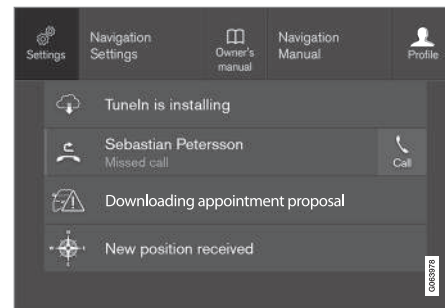 Settings
Navigation
Settings
Owner's
manual
Navigation
Manual
Profile
TuneIn is installing
Sebastian Petersson
Missed call
Call
Downloading appointment proposal
New position received
G063978